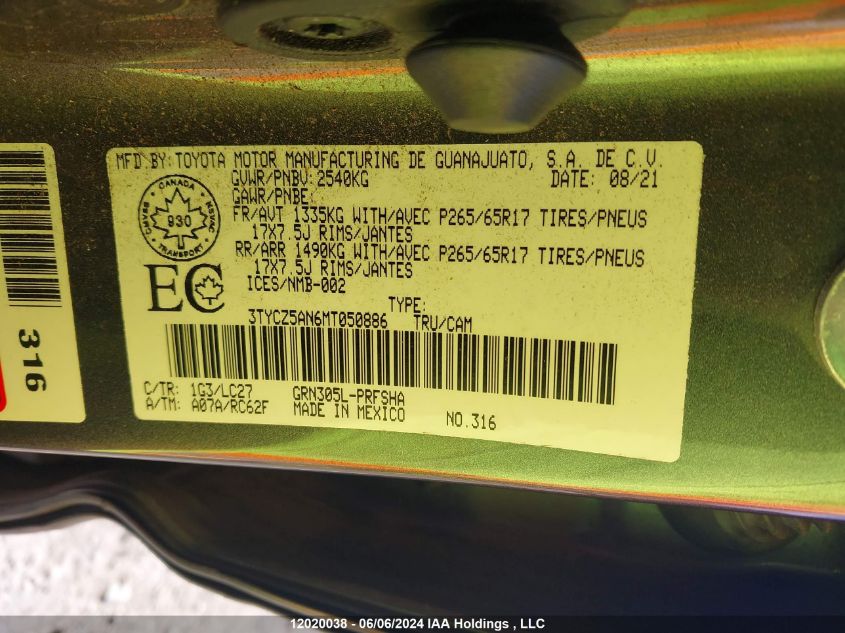 MFD BY: TOYOTA MOTOR MANUFACTURING DE GUANAJUATO, S.A. DE C.V.
GVWR/PNBV: 2540KG DATE: 08/21
GAWR/PNBE:
FR/AVT 1335KG WITH/AVEC P265/65R17 TIRES/PNEUS
17X7.5J RIMS/JANTES
RR/ARR 1490KG WITH/AVEC P265/65R17 TIRES/PNEUS
17X7.5J RIMS/JANTES
ICES/NMB-002
CANADA
930
TRANSPORT
EC
TYPE:
3TYCZ5AN6MT050886 TRU/CAM
C/TR: 1G3/LC27 GRN305L-PRFSHA
A/TM: A07A/RC62F MADE IN MEXICO NO.316
316
12020038 - 06/06/2024 IAA Holdings , LLC